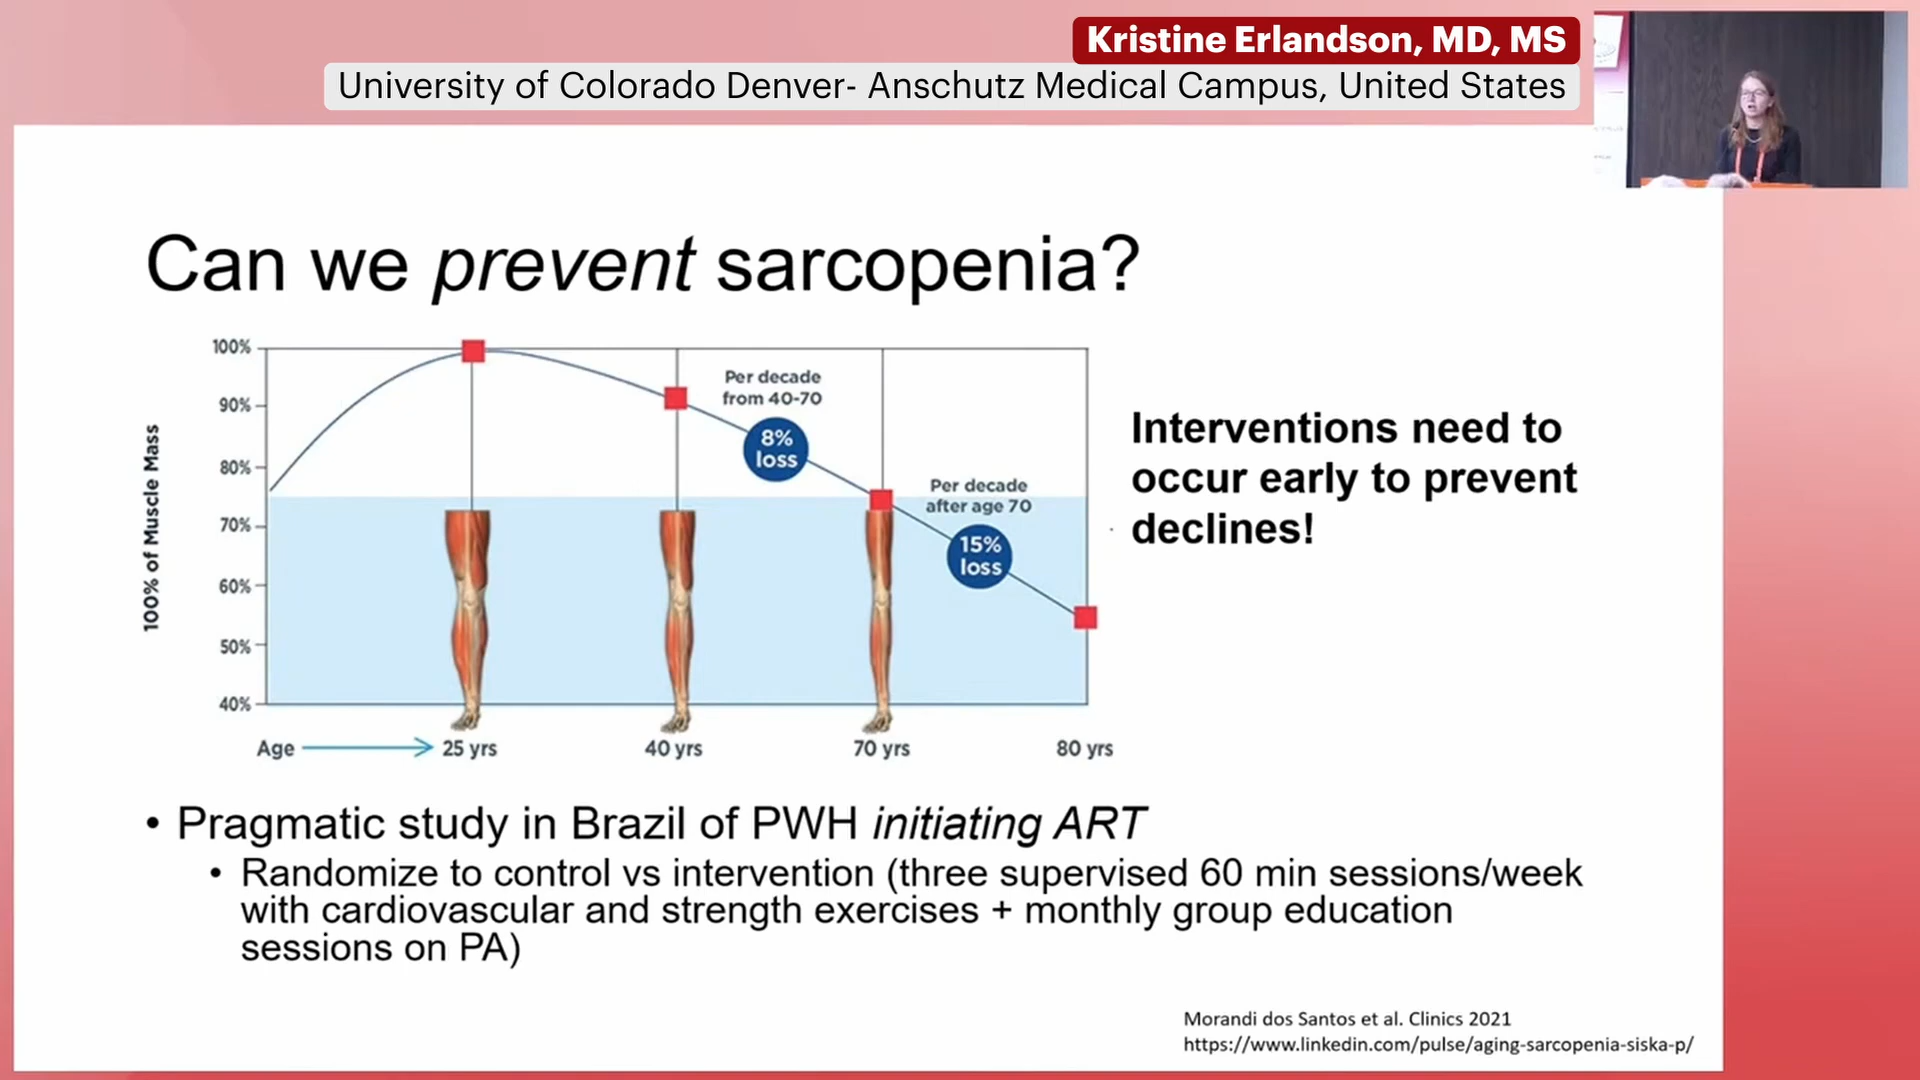 Kristine Erlandson, MD, MS
University of Colorado Denver- Anschutz Medical Campus, United States
Can we prevent sarcopenia?
100% of Muscle Mass
100%
90%
80%
70%
60%
50%
40%
Per decade
from 40-70
8%
loss
Per decade
after age 70
15%
loss
Age
25 yrs
40 yrs
70 yrs
80 yrs
Interventions need to
occur early to prevent
declines!
• Pragmatic study in Brazil of PWH initiating ART
• Randomize to control vs intervention (three supervised 60 min sessions/week
with cardiovascular and strength exercises + monthly group education
sessions on PA)
Morandi dos Santos et al. Clinics 2021
https://www.linkedin.com/pulse/aging-sarcopenia-siska-p/